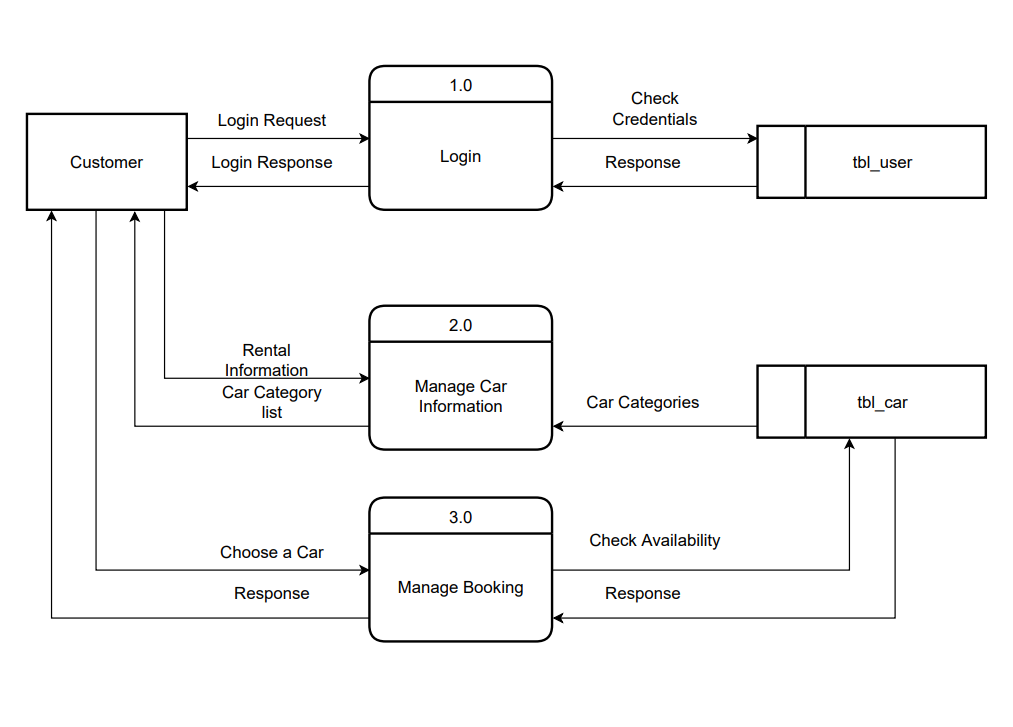 1.0
Login
Customer
Login Request
Login Response
Check
Credentials
Response
tbl_user
2.0
Manage Car
Information
Rental
Information
Car Category
list
Car Categories
tbl_car
3.0
Manage Booking
Choose a Car
Response
Check Availability
Response